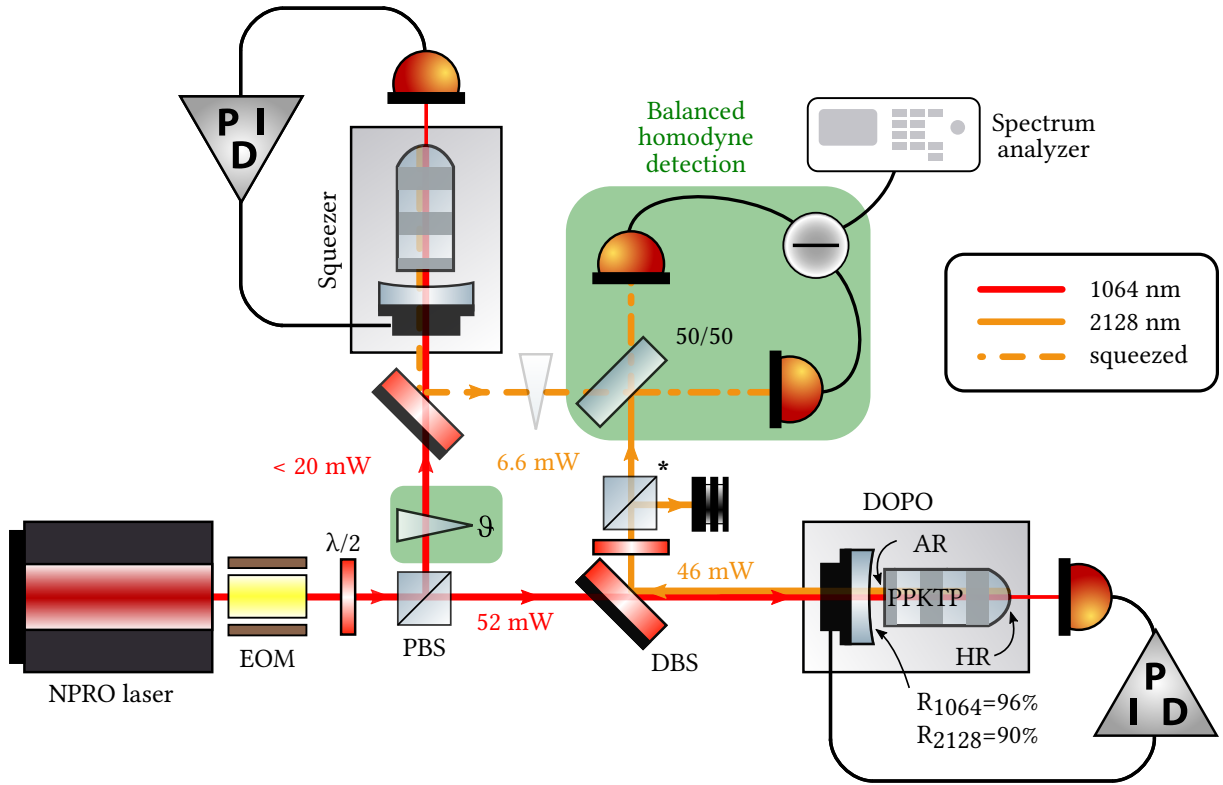 P I
D
Squeezer
Balanced
homodyne
detection
Spectrum
analyzer
50/50
1064 nm
2128 nm
squeezed
< 20 mW
6.6 mW
*
ϑ
λ/2
52 mW
46 mW
DOPO
AR
PPKTP
HR
NPRO laser
EOM
PBS
DBS
R1064=96%
R2128=90%
P
I D